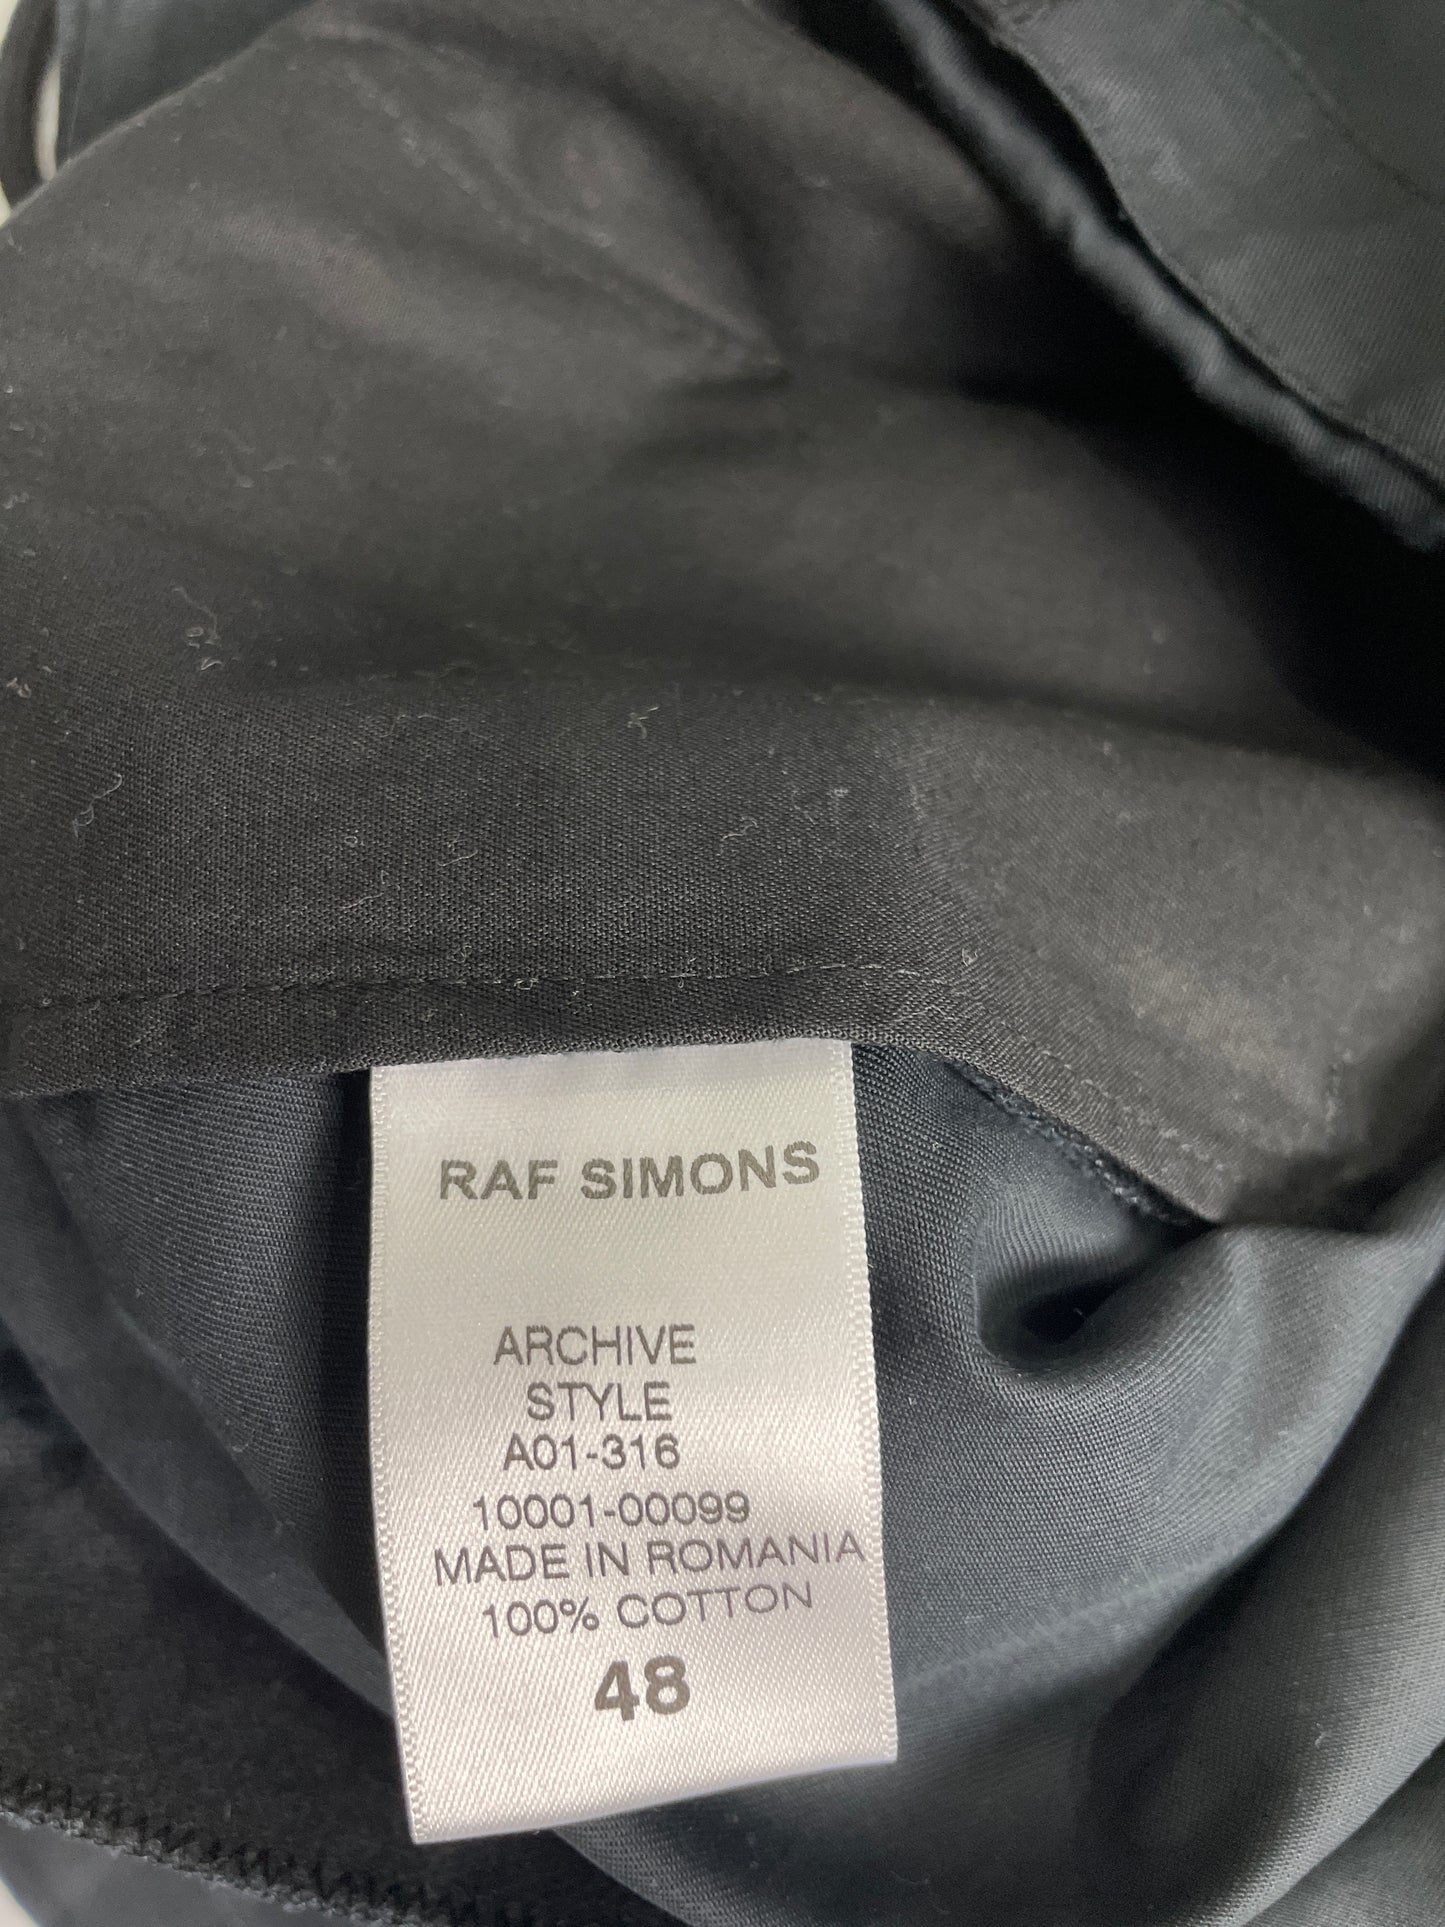 RAF SIMONS
ARCHIVE
STYLE
A01-316
10001-00099
MADE IN ROMANIA
100% COTTON
48